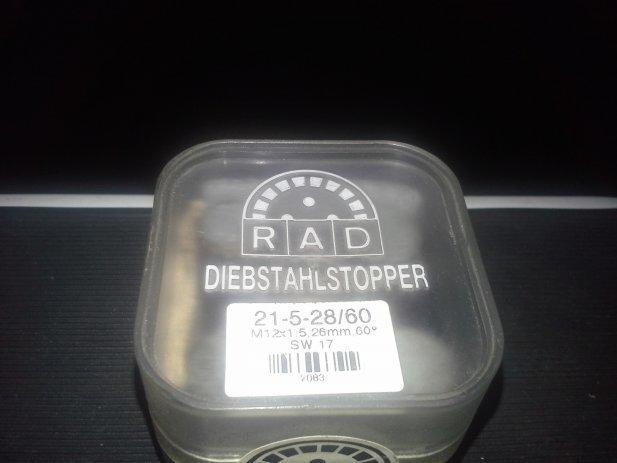 RAD
DIEBSTAHLSTOPPER
21-5-28/60
M12x1.5,26mm,60°
SW 17
2083